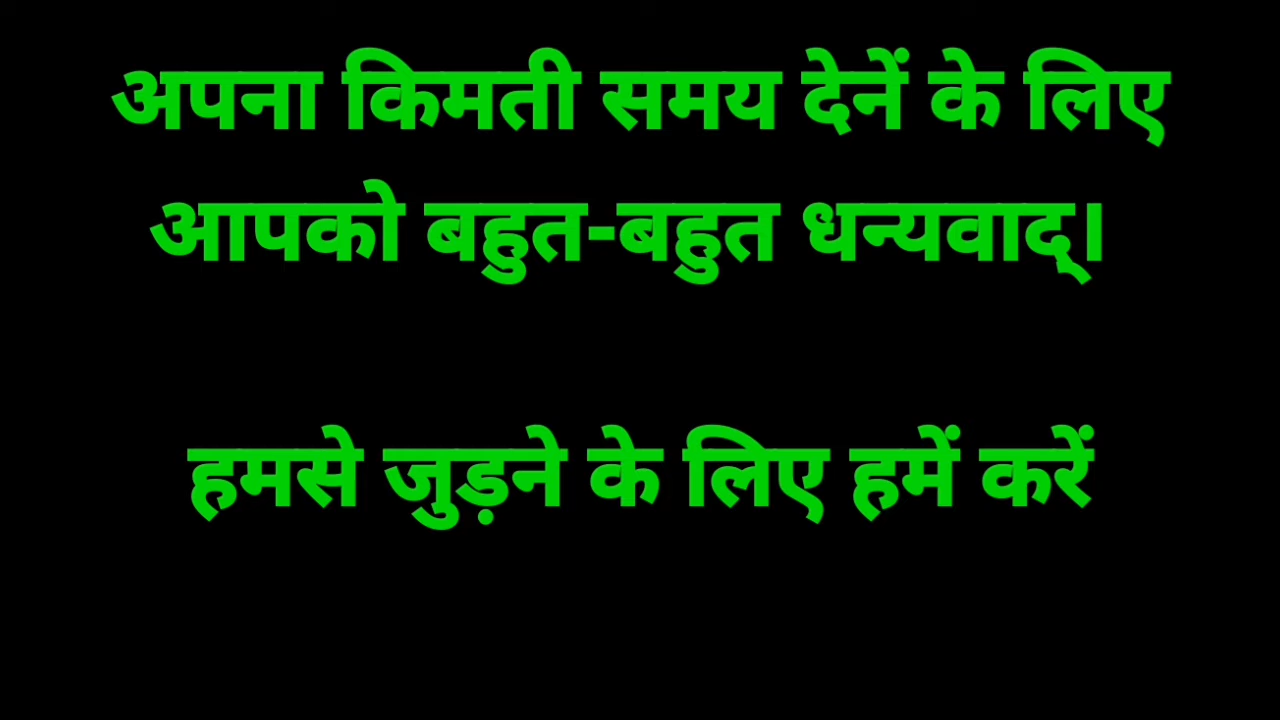 अपना किमती समय देनें के लिए
आपको बहुत-बहुत धन्यवाद्।
हमसे जुड़ने के लिए हमें करें